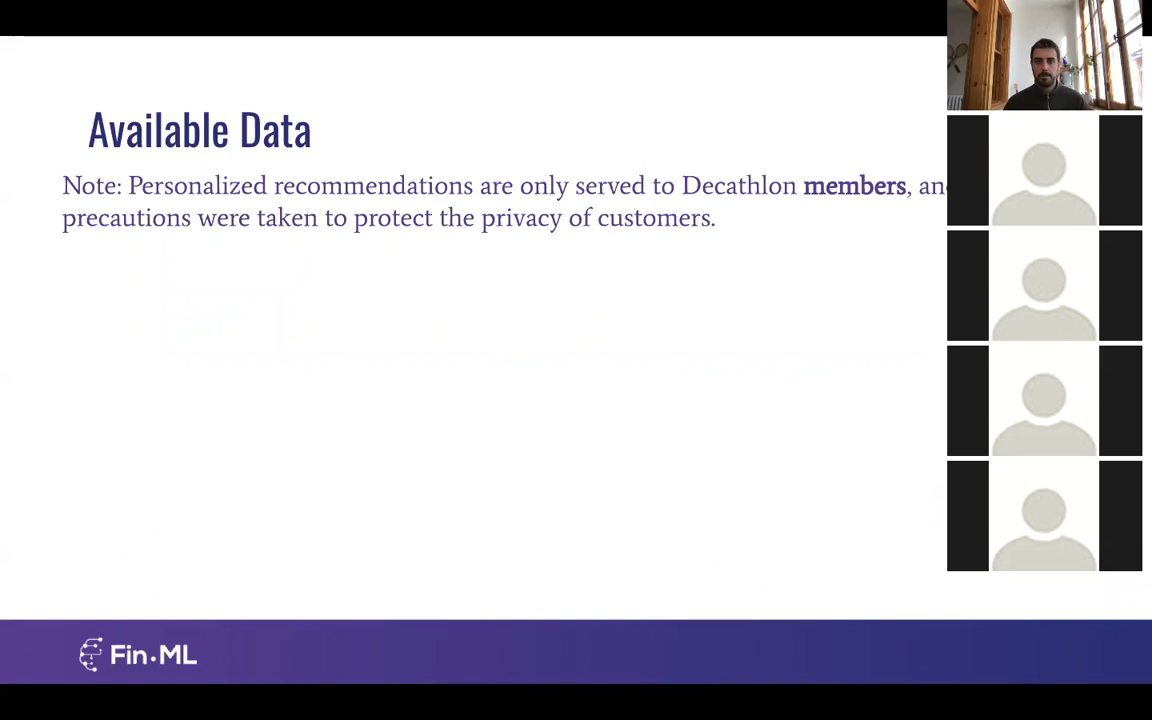 Available Data
Note: Personalized recommendations are only served to Decathlon members,
precautions were taken to protect the privacy of customers.
Fin·ML